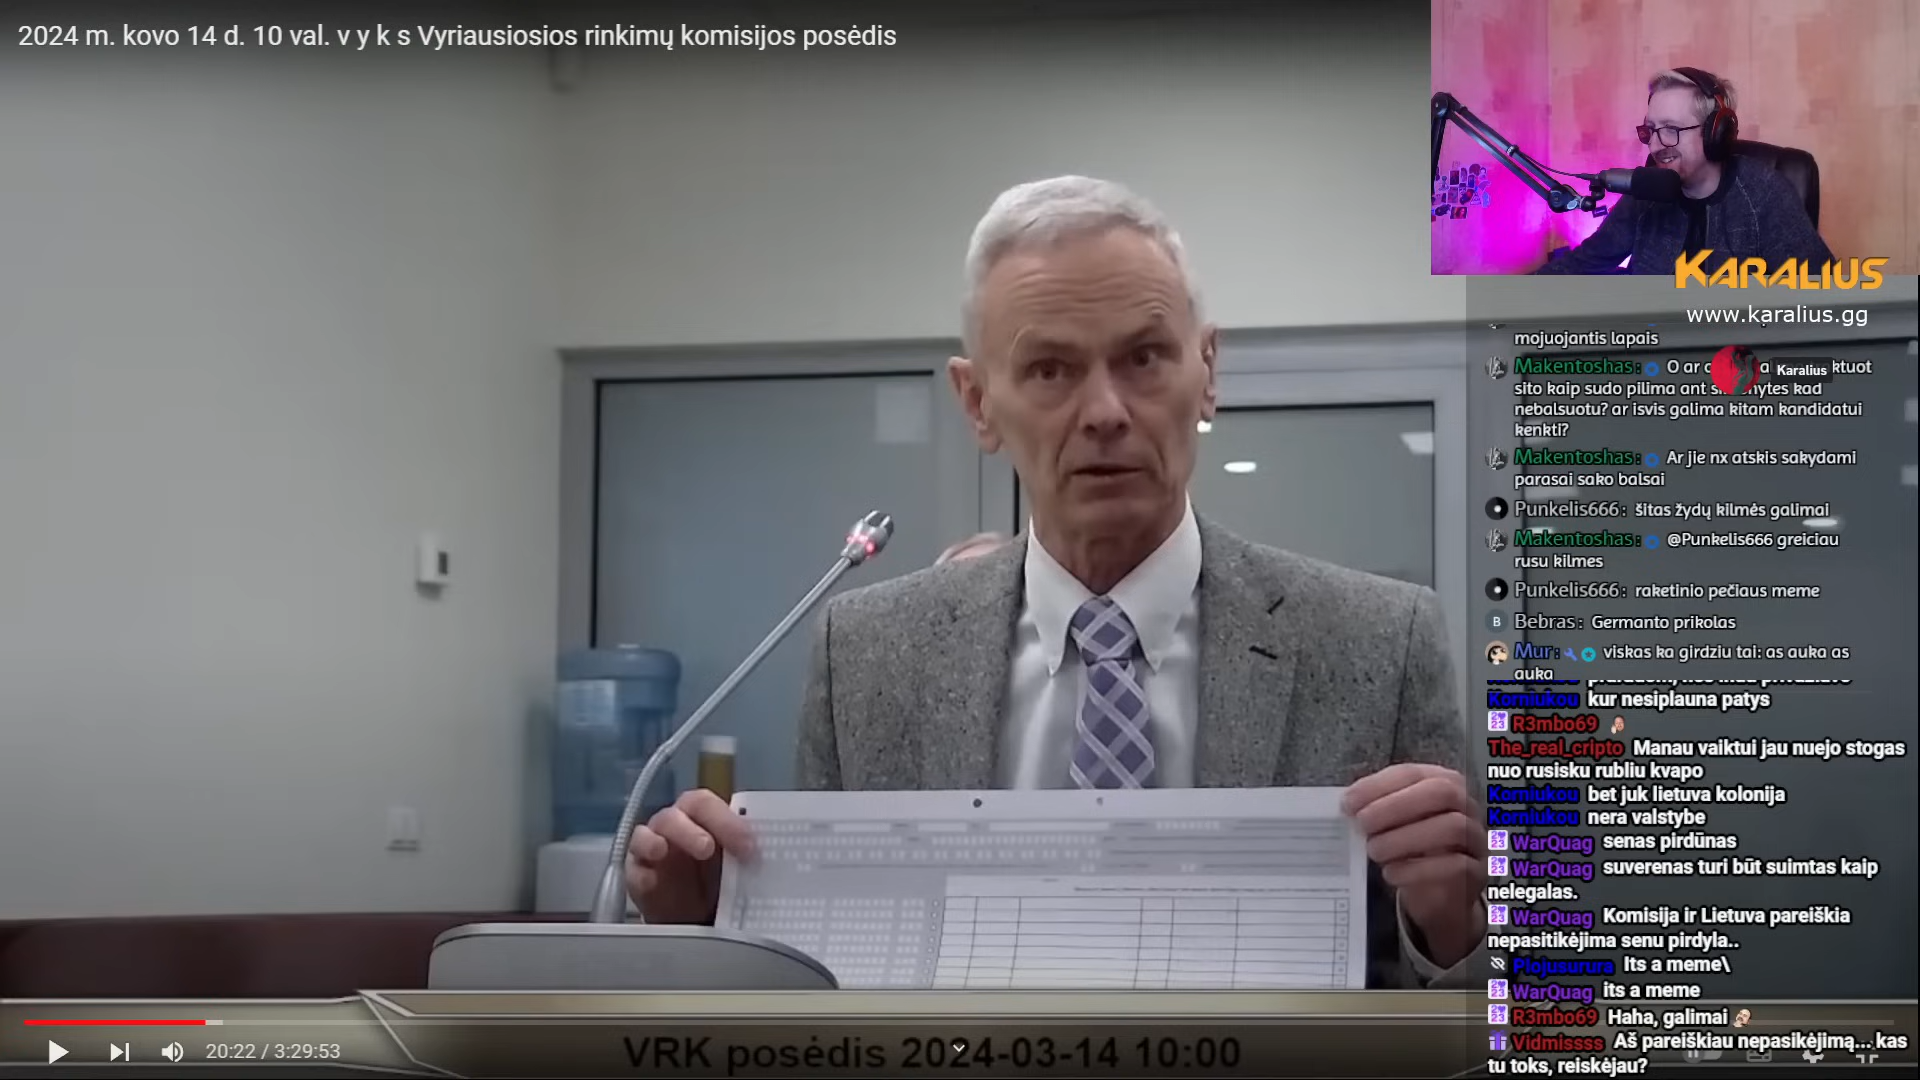 2024 m. kovo 14 d. 10 val. v y k s Vyriausiosios rinkimų komisijos posėdis
KARALIUS
www.karalius.gg
mojuojantis lapais
Makentoshas: O ar ktuot
Karalius
sito kaip sudo pilima ant kad
nebalsuotu? ar isvis galima kitam kandidatui
kenkti?
Makentoshas: Ar jie nx atskis sakydami
parasai sako balsai
Punkelis666: šitas žydų kilmės galimai
Makentoshas: @Punkelis666 greiciau
rusu kilmes
Punkelis666: raketinio pečiaus meme
B Bebras: Germanto prikolas
Mur: viskas ka girdziu tai: as auka as
auka
Korniukou kur nesiplauna patys
R3mbo69
The_real_cripto Manau vaiktui jau nuejo stogas
nuo rusisku rubliu kvapo
Korniukou bet juk lietuva kolonija
Korniukou nera valstybe
WarQuag senas pirdūnas
WarQuag suverenas turi būt suimtas kaip
nelegalas.
WarQuag Komisija ir Lietuva pareiškia
nepasitikėjima senu pirdyla..
Plojusurura Its a meme\
WarQuag its a meme
R3mbo69 Haha, galimai
Vidmissss Aš pareiškiau nepasikėjimą... kas
tu toks, reiskėjau?
20:22 / 3:29:53
VRK posėdis 2024-03-14 10:00